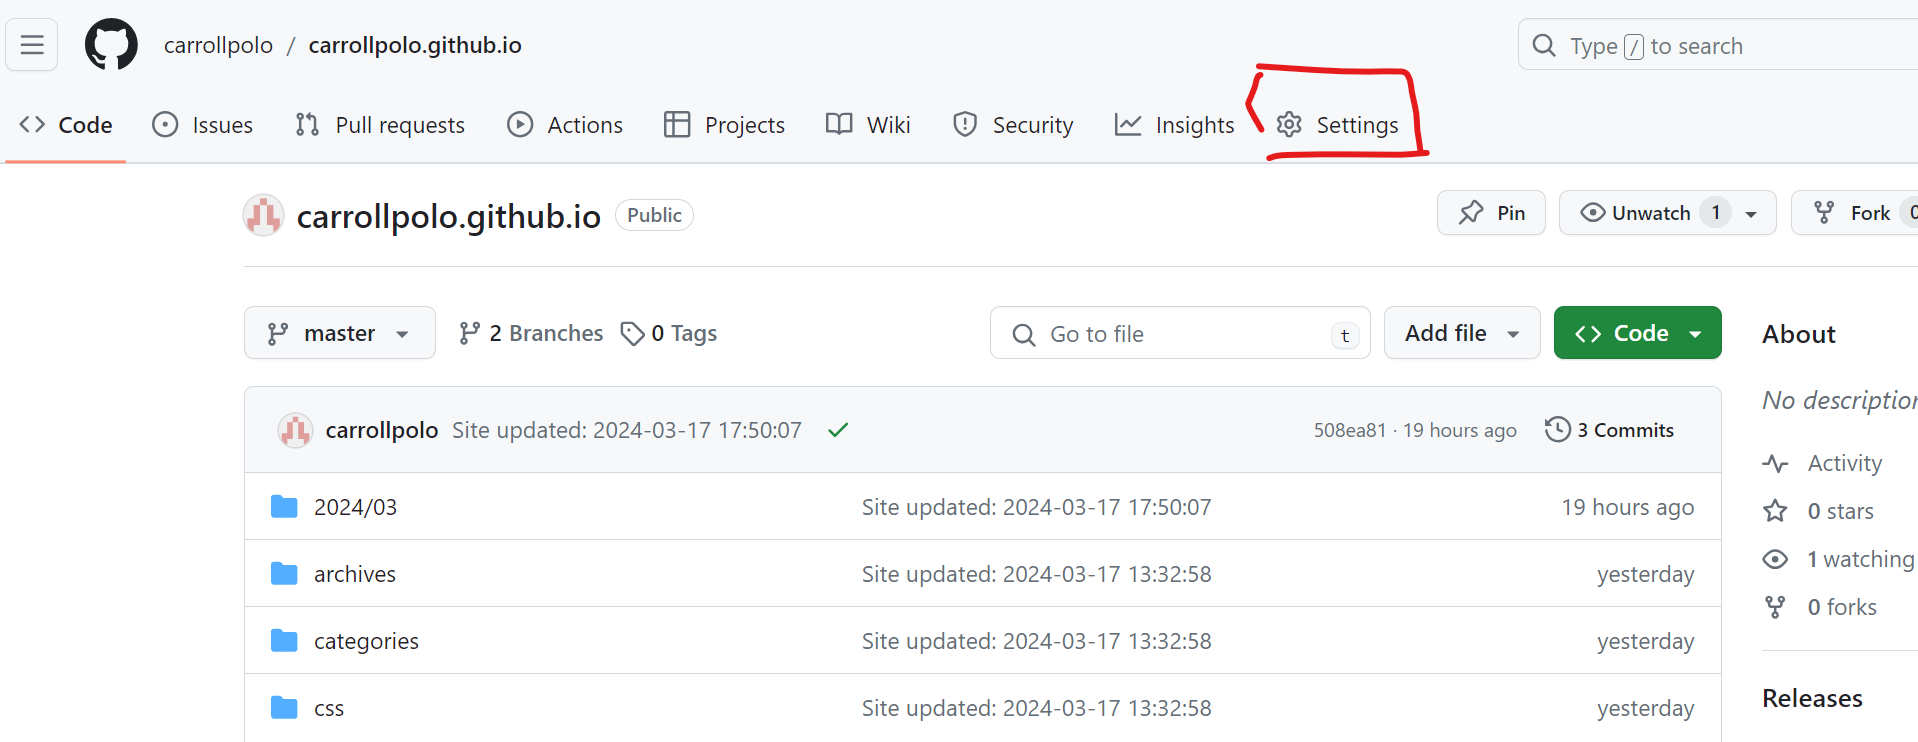 carrollpolo / carrollpolo.github.io
Type / to search
Code Issues Pull requests Actions Projects Wiki Security Insights Settings
carrollpolo.github.io Public
Pin Unwatch 1 Fork 0
master 2 Branches 0 Tags Go to file t Add file Code
About
carrollpolo Site updated: 2024-03-17 17:50:07 508ea81 · 19 hours ago 3 Commits
No description
2024/03 Site updated: 2024-03-17 17:50:07 19 hours ago
Activity
0 stars
archives Site updated: 2024-03-17 13:32:58 yesterday
1 watching
0 forks
categories Site updated: 2024-03-17 13:32:58 yesterday
css Site updated: 2024-03-17 13:32:58 yesterday
Releases